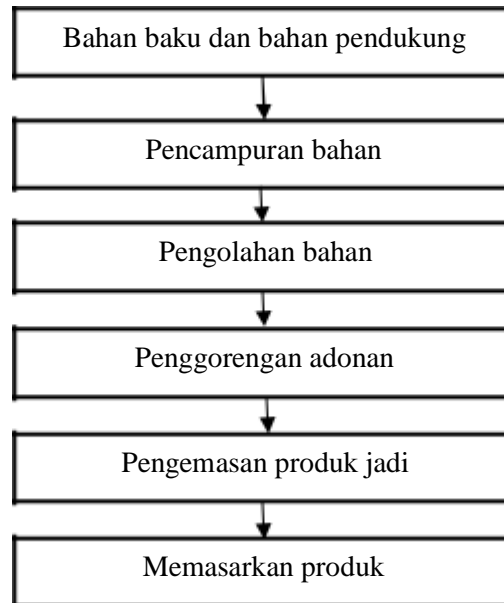 Bahan baku dan bahan pendukung
Pencampuran bahan
Pengolahan bahan
Penggorengan adonan
Pengemasan produk jadi
Memasarkan produk